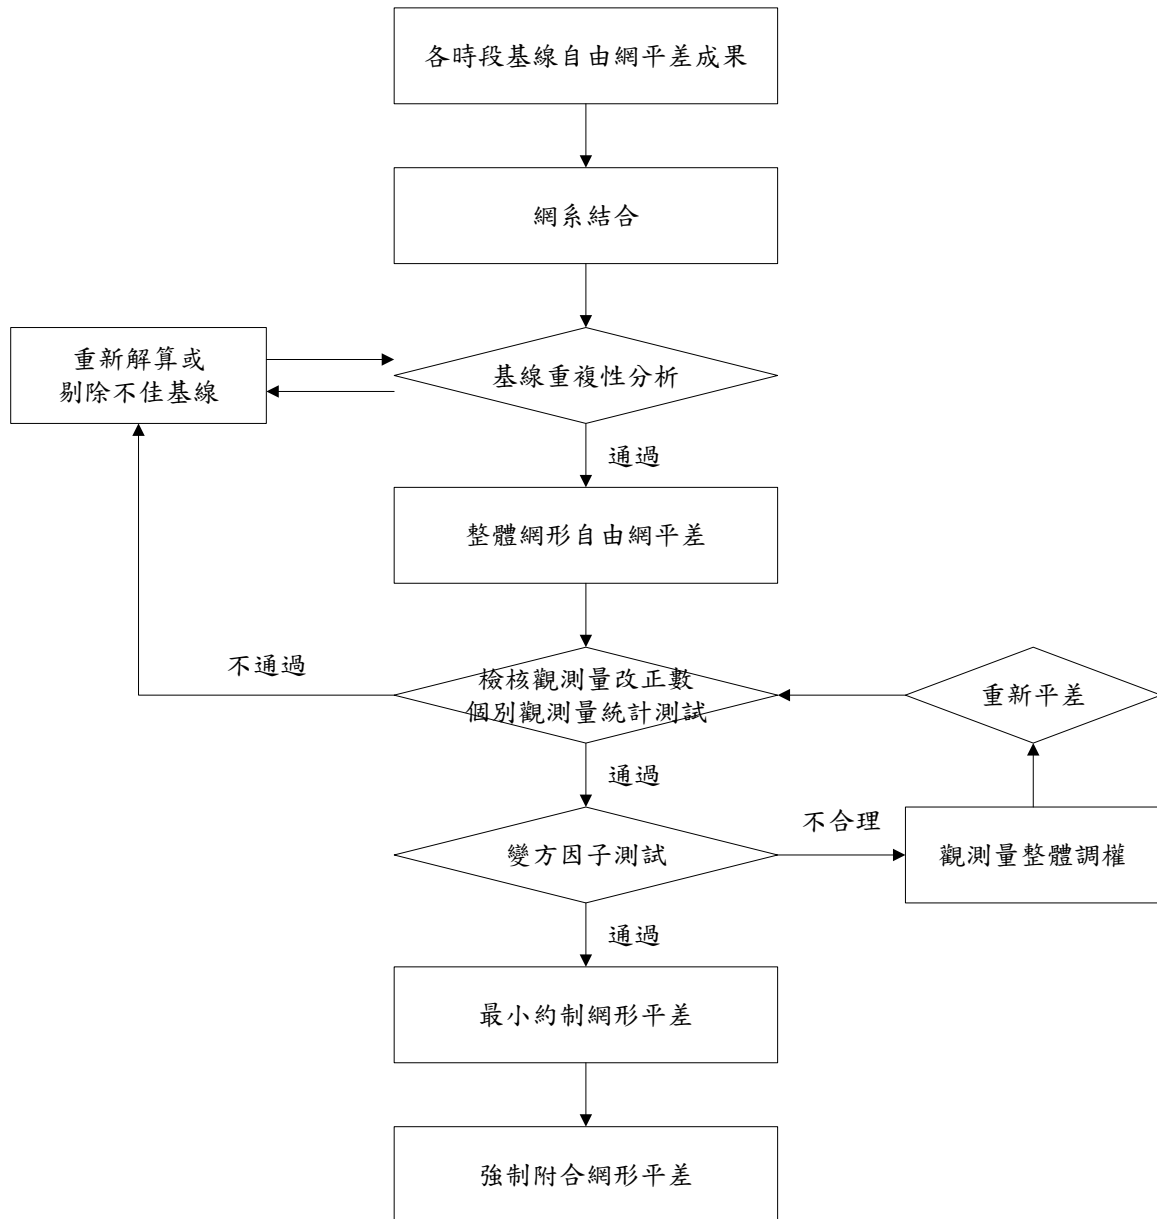 各時段基線自由網平差成果
網系結合
重新解算或
剔除不佳基線
基線重複性分析
通過
整體網形自由網平差
不通過
檢核觀測量改正數
個別觀測量統計測試
重新平差
通過
不合理
變方因子測試
觀測量整體調權
通過
最小約制網形平差
強制附合網形平差